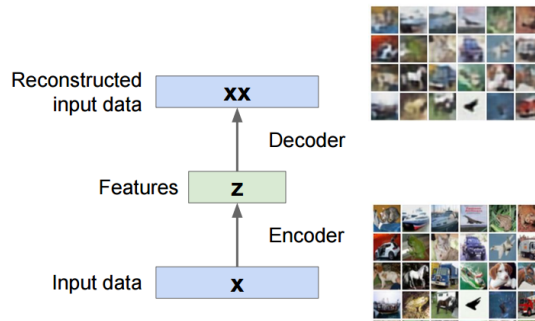 Reconstructed
input data
xx
Decoder
Features
z
Encoder
Input data
x